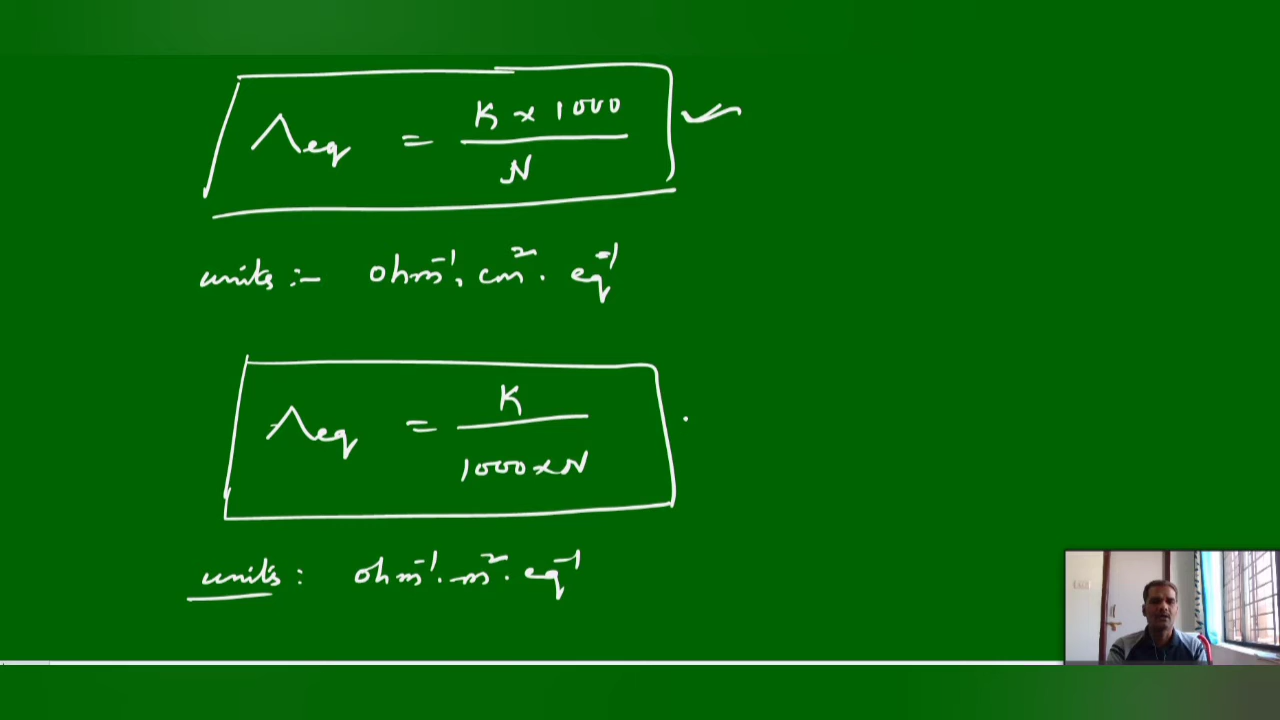 Λeq = K × 1000 / N
units :- ohm⁻¹. cm². eq⁻¹
Λeq = K / 1000 × N
units : ohm⁻¹. m². eq⁻¹